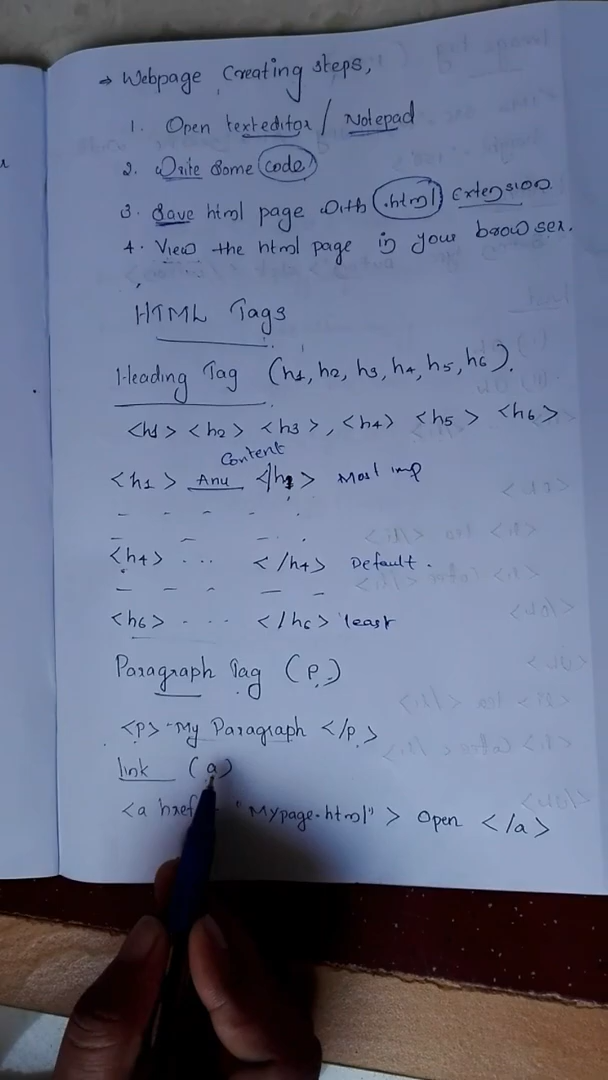 → Webpage Creating steps,
1. Open texteditor / Notepad
2. Write Some code
3. Save html page with .html extension.
4. View the html page in your browser.
HTML Tags
Heading Tag (h1, h2, h3, h4, h5, h6).
<h1> <h2> <h3>, <h4> <h5> <h6>
Content
<h1> Anu </h1> Most imp
- - - - -
- - - .
<h4> ... </h4> Default.
- - - - -
<h6> . .. </h6> least
Paragraph Tag (P.)
<P> My Paragraph </P>
link (a)
<a href "Mypage.html"> Open </a>